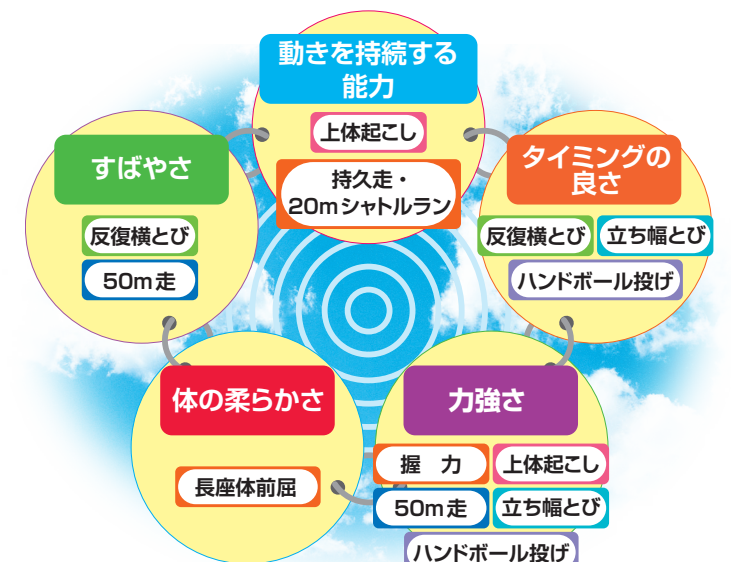 動きを持続する
能力
上体起こし
持久走・
20mシャトルラン
すばやさ
反復横とび
50m走
タイミングの
良さ
反復横とび 立ち幅とび
ハンドボール投げ
体の柔らかさ
長座体前屈
力強さ
握　力 上体起こし
50m走 立ち幅とび
ハンドボール投げ